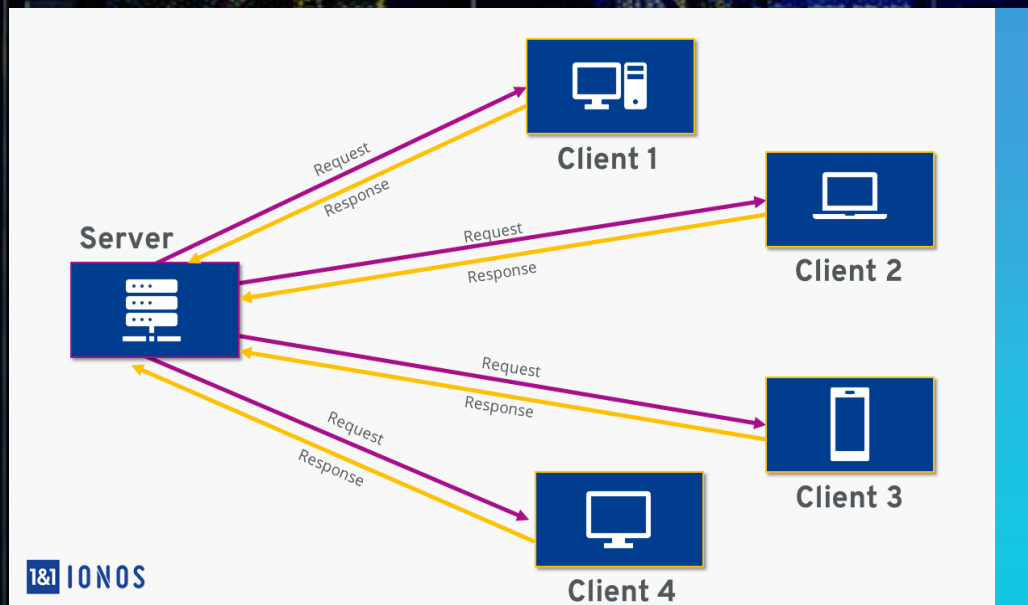 Client 1
Request
Response
Client 2
Request
Response
Server
Request
Response
Client 3
Request
Response
Client 4
1&1 IONOS